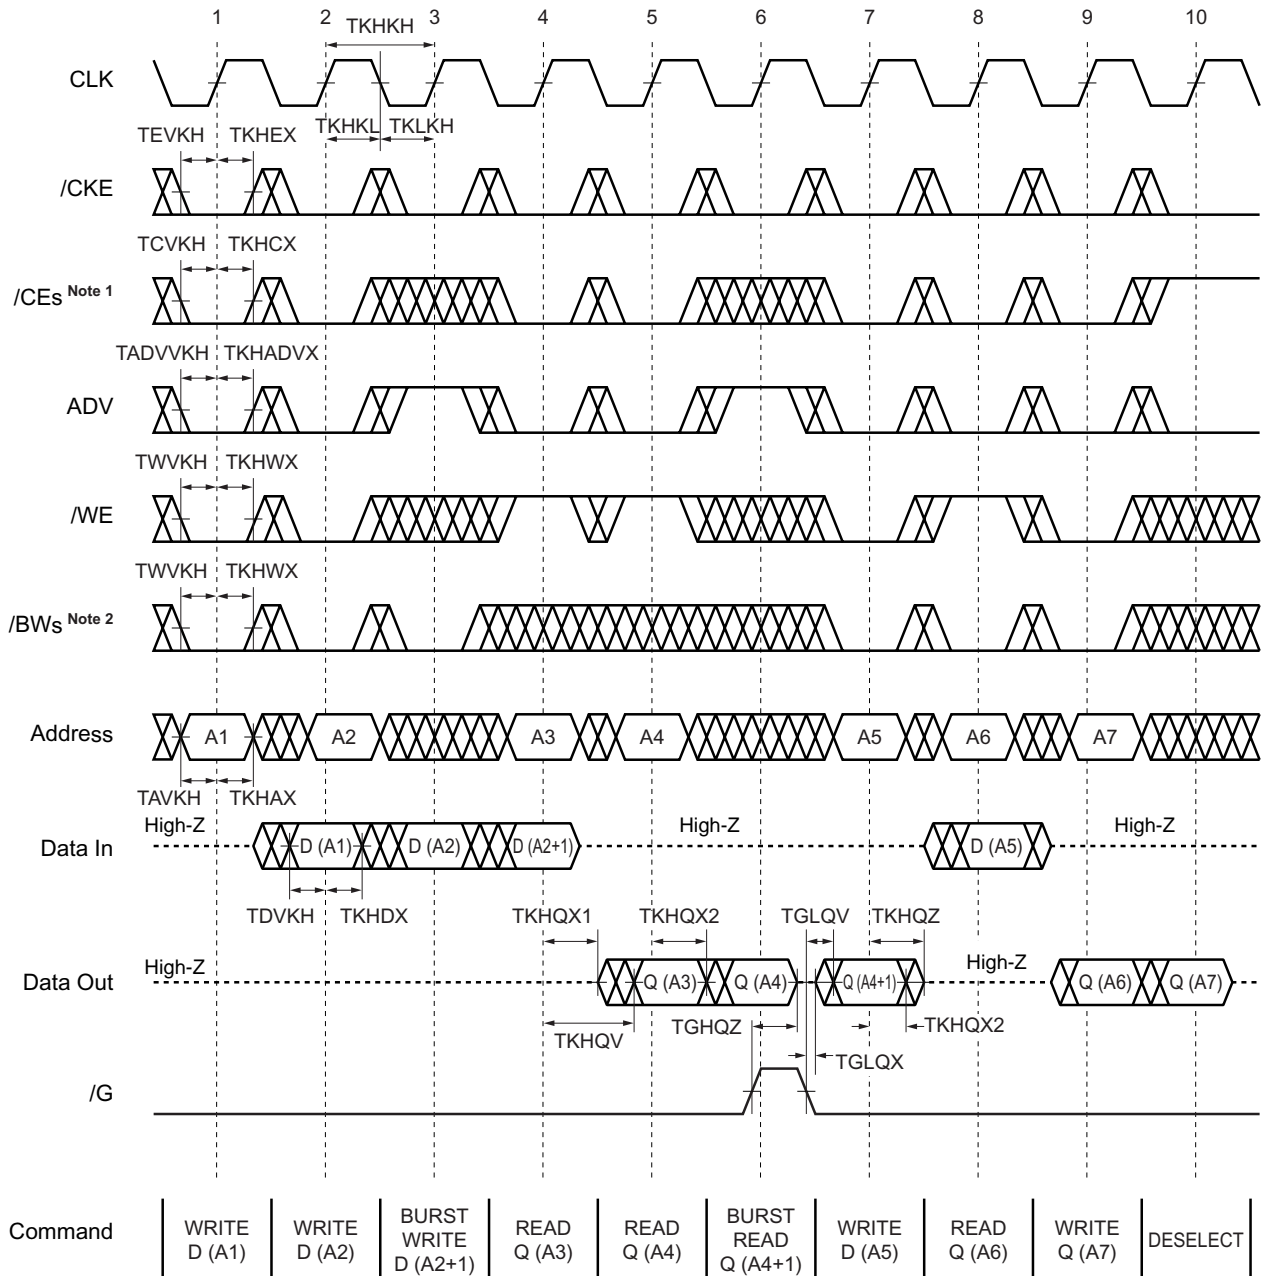 1 2 3 4 5 6 7 8 9 10
TKHKH
CLK
TKHKL TKLKH
TEVKH TKHEX
/CKE
TCVKH TKHCX
/CEs Note 1
TADVVKH TKHADVX
ADV
TWVKH TKHWX
/WE
TWVKH TKHWX
/BWs Note 2
Address A1 A2 A3 A4 A5 A6 A7
TAVKH TKHAX
High-Z High-Z High-Z
Data In D (A1) D (A2) D (A2+1) D (A5)
TDVKH TKHDX TKHQX1 TKHQX2 TGLQV TKHQZ
High-Z High-Z
Data Out Q (A3) Q (A4) Q (A4+1) Q (A6) Q (A7)
TKHQV TGHQZ TKHQX2
TGLQX
/G
Command
WRITE
D (A1)
WRITE
D (A2)
BURST
WRITE
D (A2+1)
READ
Q (A3)
READ
Q (A4)
BURST
READ
Q (A4+1)
WRITE
D (A5)
READ
Q (A6)
WRITE
Q (A7)
DESELECT